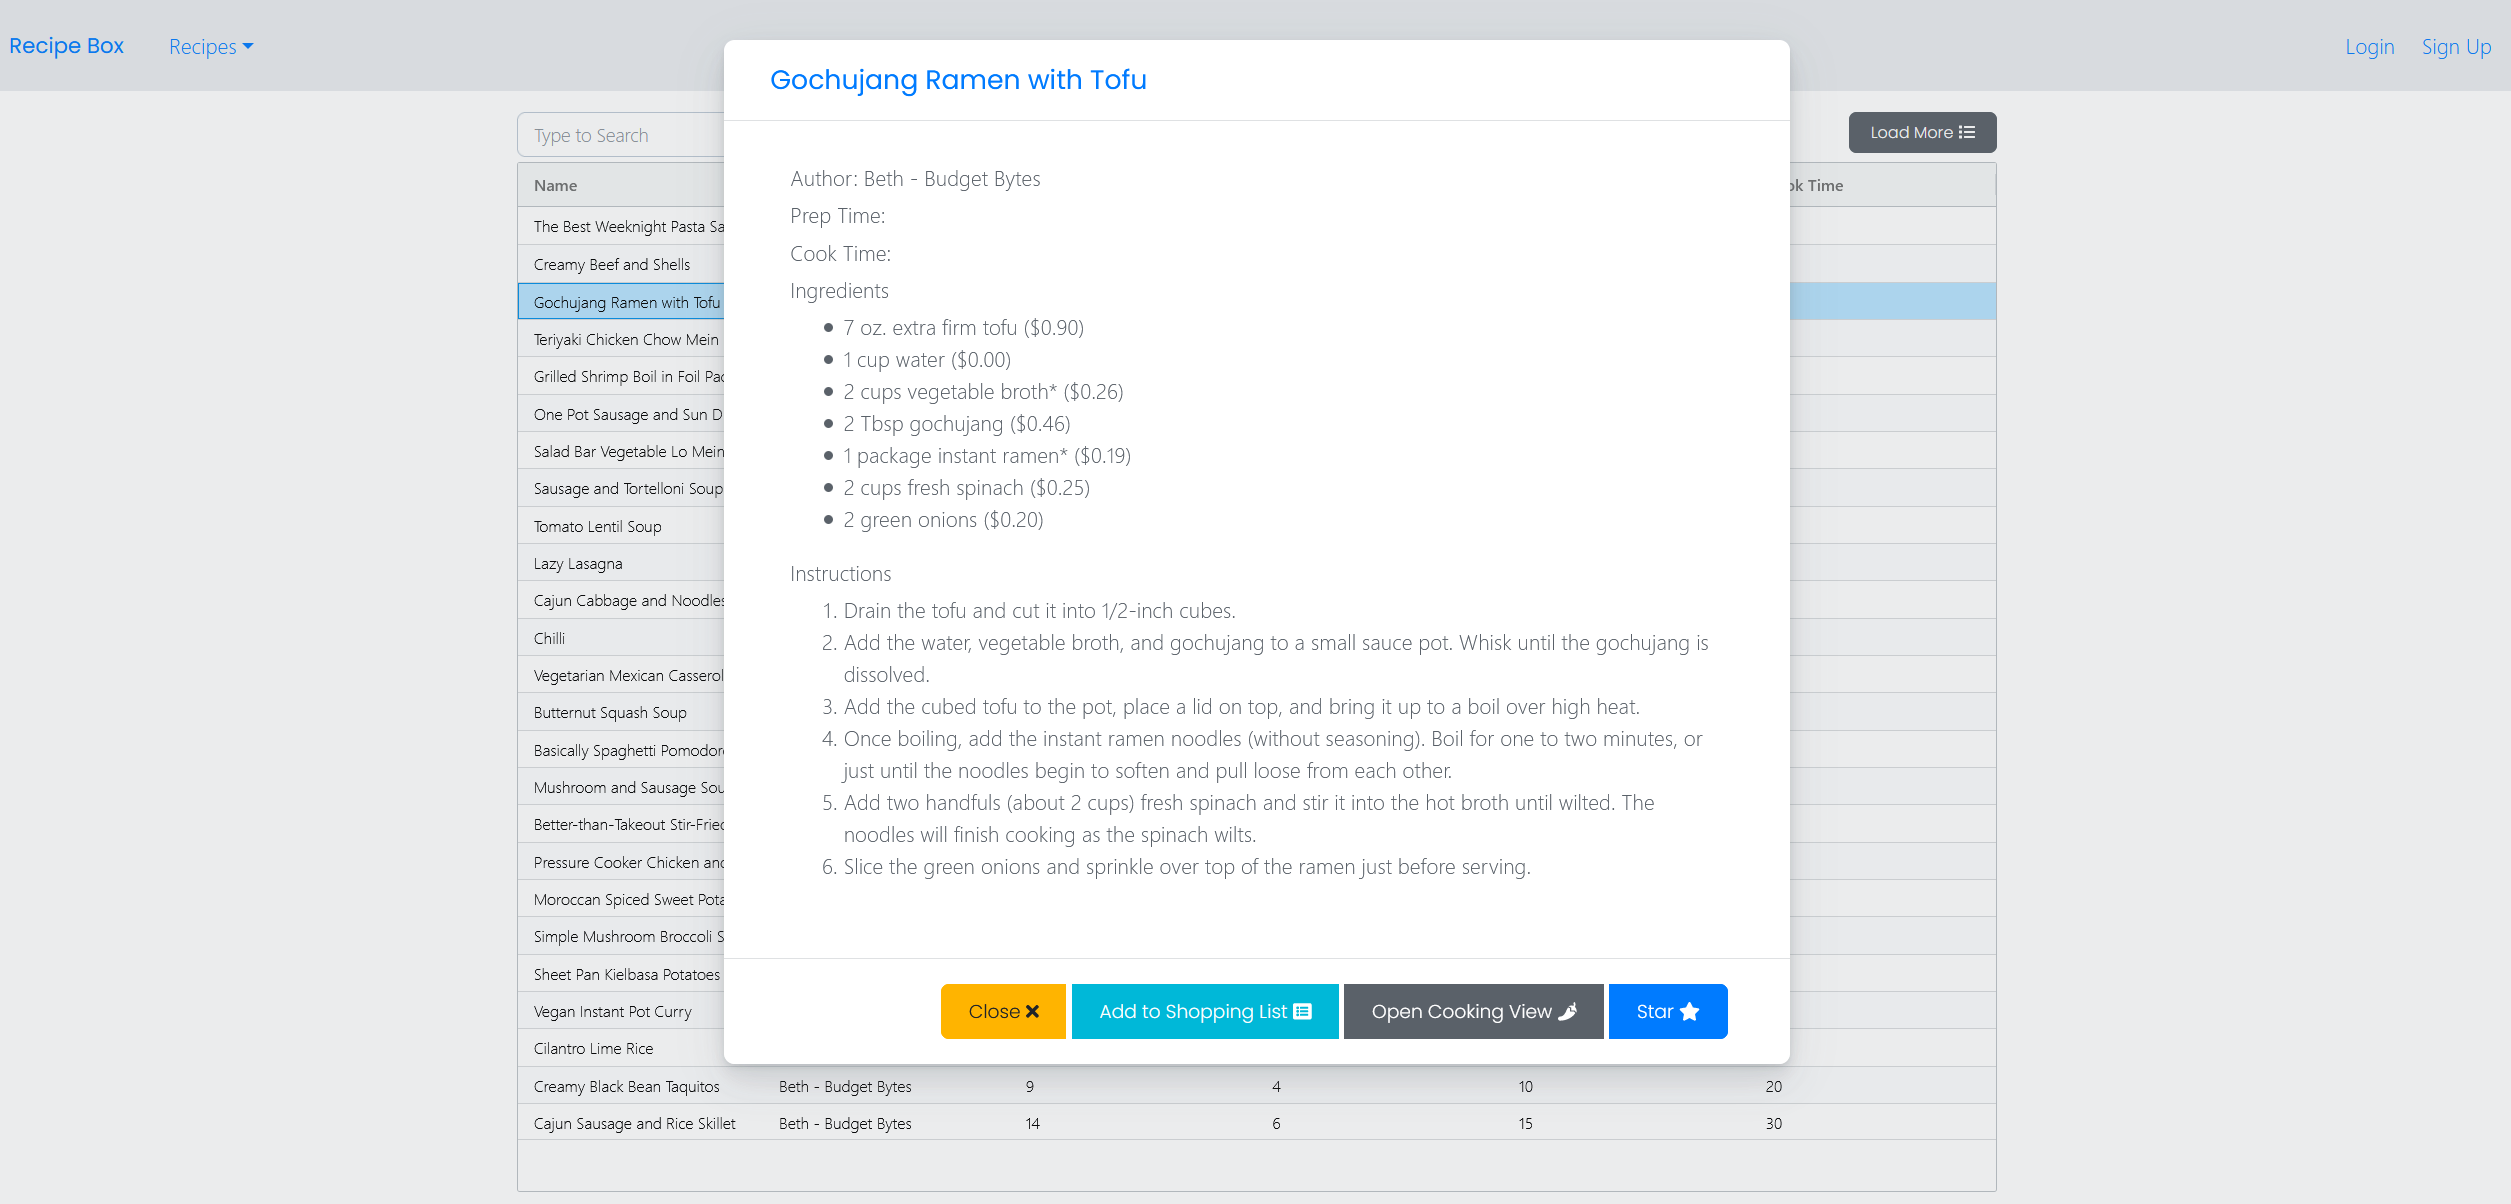 Recipe Box
Recipes
Login
Sign Up
Type to Search
Load More
Name
Time
The Best Weeknight Pasta
Creamy Beef and Shells
Gochujang Ramen with Tofu
Teriyaki Chicken Chow Mein
Grilled Shrimp Boil in Foil
One Pot Sausage and Sun
Salad Bar Vegetable Lo Mein
Sausage and Tortelloni Soup
Tomato Lentil Soup
Lazy Lasagna
Cajun Cabbage and Noodles
Chilli
Vegetarian Mexican
Butternut Squash Soup
Basically Spaghetti
Mushroom and Sausage
Better-than-Takeout
Pressure Cooker Chicken
Moroccan Spiced Sweet
Simple Mushroom Broccoli
Sheet Pan Kielbasa Potatoes
Vegan Instant Pot Curry
Cilantro Lime Rice
Creamy Black Bean Taquitos Beth - Budget Bytes 9 4 10 20
Cajun Sausage and Rice Skillet Beth - Budget Bytes 14 6 15 30
Gochujang Ramen with Tofu
Author: Beth - Budget Bytes
Prep Time:
Cook Time:
Ingredients
7 oz. extra firm tofu ($0.90)
1 cup water ($0.00)
2 cups vegetable broth* ($0.26)
2 Tbsp gochujang ($0.46)
1 package instant ramen* ($0.19)
2 cups fresh spinach ($0.25)
2 green onions ($0.20)
Instructions
1. Drain the tofu and cut it into 1/2-inch cubes.
2. Add the water, vegetable broth, and gochujang to a small sauce pot. Whisk until the gochujang is
dissolved.
3. Add the cubed tofu to the pot, place a lid on top, and bring it up to a boil over high heat.
4. Once boiling, add the instant ramen noodles (without seasoning). Boil for one to two minutes, or
just until the noodles begin to soften and pull loose from each other.
5. Add two handfuls (about 2 cups) fresh spinach and stir it into the hot broth until wilted. The
noodles will finish cooking as the spinach wilts.
6. Slice the green onions and sprinkle over top of the ramen just before serving.
Close
Add to Shopping List
Open Cooking View
Star